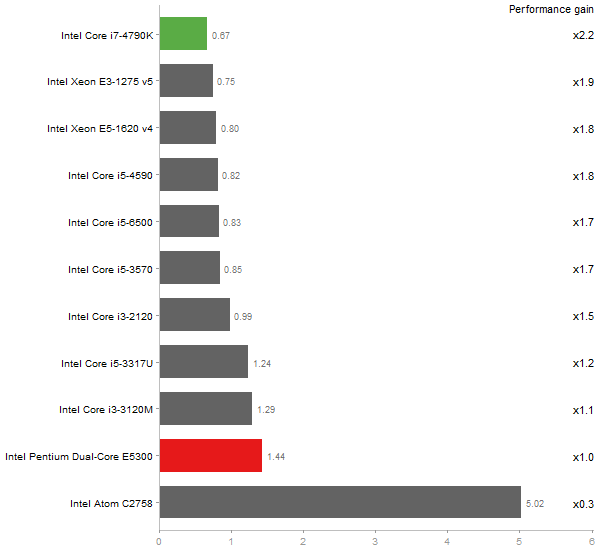 Performance gain
Intel Core i7-4790K 0.67 x2.2
Intel Xeon E3-1275 v5 0.75 x1.9
Intel Xeon E5-1620 v4 0.80 x1.8
Intel Core i5-4590 0.82 x1.8
Intel Core i5-6500 0.83 x1.7
Intel Core i5-3570 0.85 x1.7
Intel Core i3-2120 0.99 x1.5
Intel Core i5-3317U 1.24 x1.2
Intel Core i3-3120M 1.29 x1.1
Intel Pentium Dual-Core E5300 1.44 x1.0
Intel Atom C2758 5.02 x0.3
0 1 2 3 4 5 6